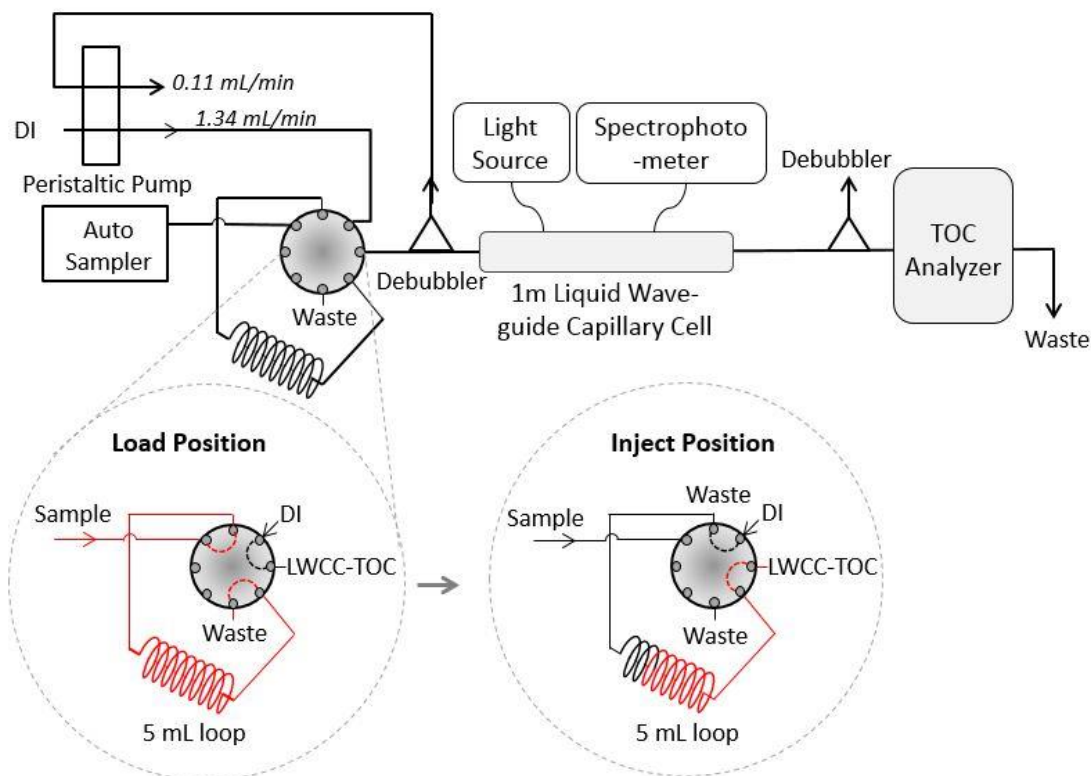 0.11 mL/min
DI
1.34 mL/min
Peristaltic Pump
Auto
Sampler
Waste
Debubbler
Light
Source
Spectrophoto
-meter
1m Liquid Wave-
guide Capillary Cell
Debubbler
TOC
Analyzer
Waste
Load Position
Sample
DI
LWCC-TOC
Waste
5 mL loop
Inject Position
Waste
Sample
DI
LWCC-TOC
Waste
5 mL loop